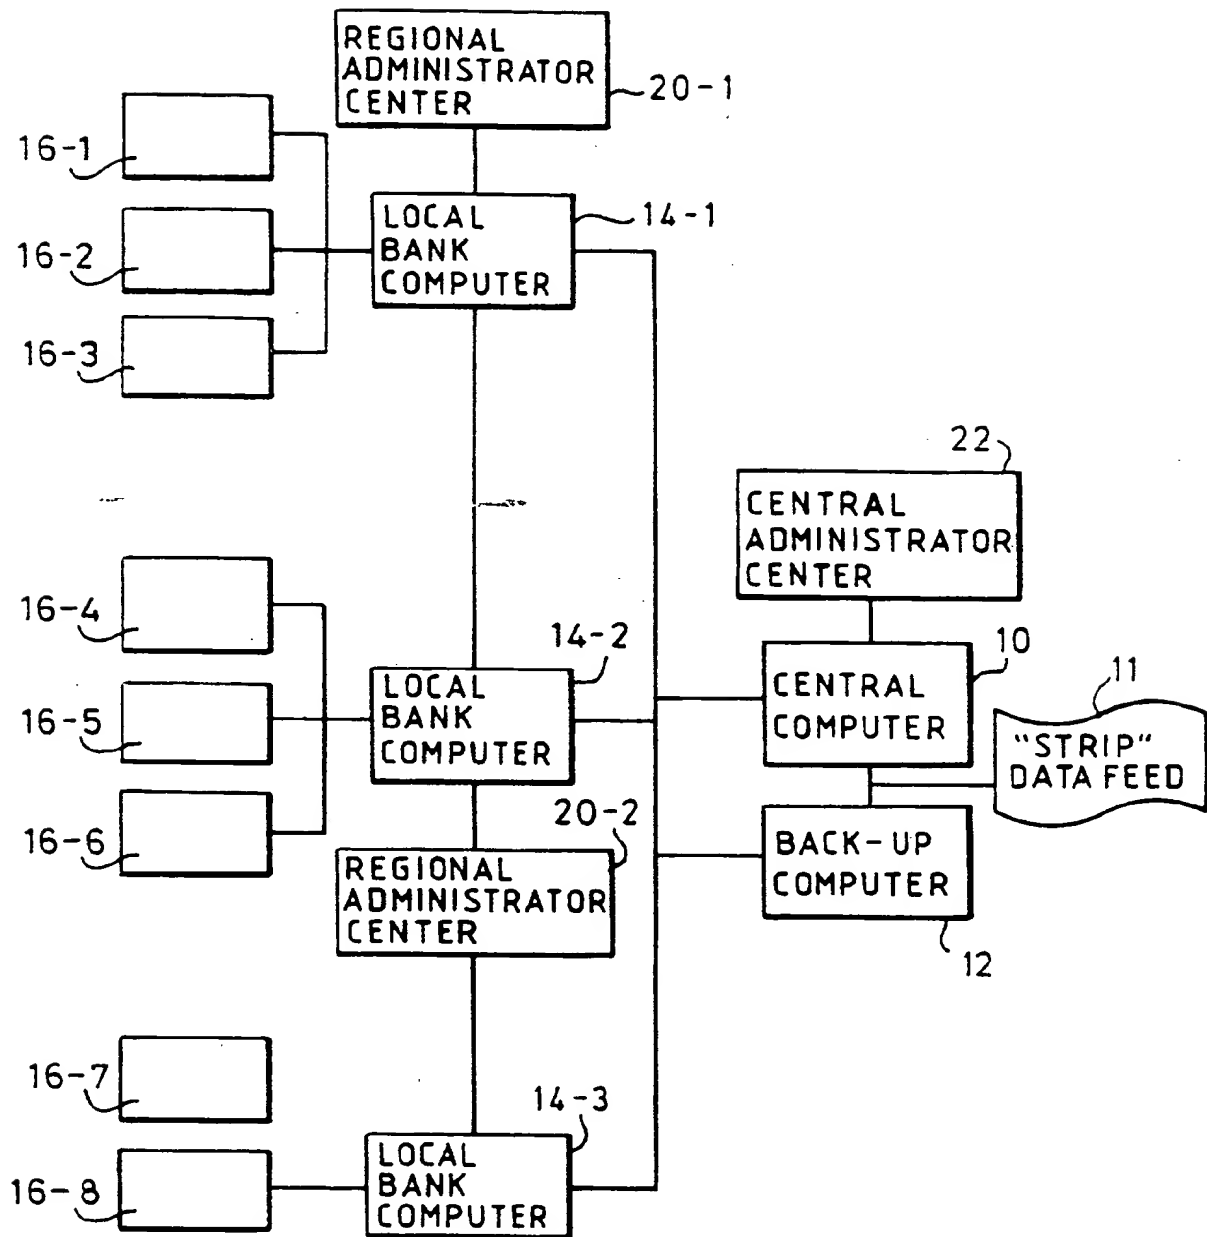 REGIONAL
ADMINISTRATOR
CENTER
20-1
16-1
LOCAL
BANK
COMPUTER
14-1
16-2
16-3
22
CENTRAL
ADMINISTRATOR
CENTER
16-4
14-2
10
LOCAL
BANK
COMPUTER
CENTRAL
COMPUTER
11
"STRIP"
DATA FEED
16-5
20-2
16-6
REGIONAL
ADMINISTRATOR
CENTER
BACK-UP
COMPUTER
12
16-7
14-3
LOCAL
BANK
COMPUTER
16-8